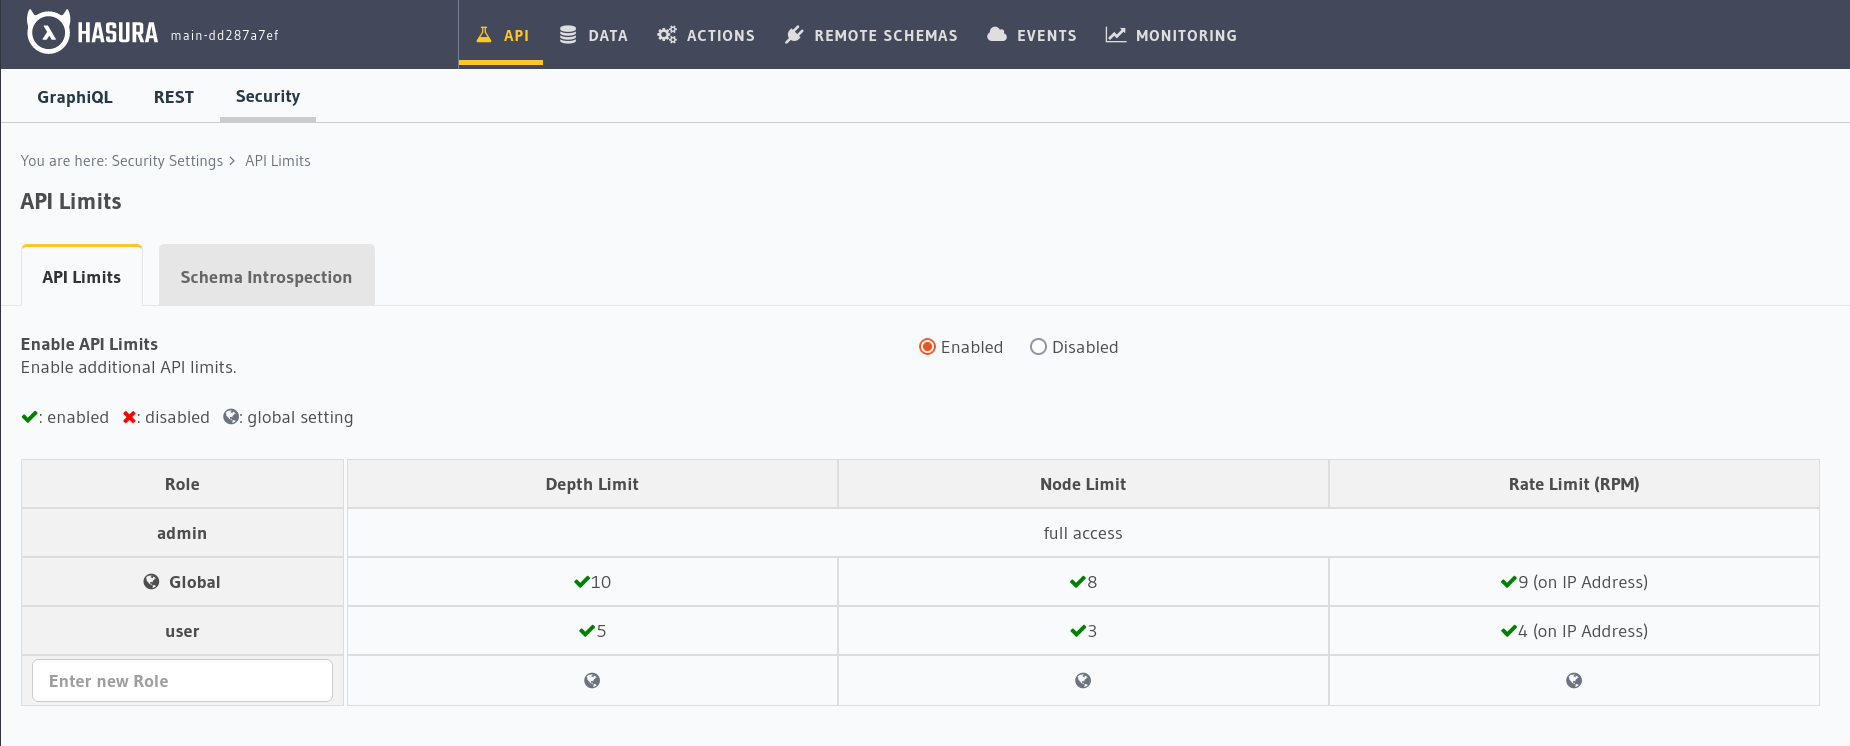 HASURA main-dd287a7ef API DATA ACTIONS REMOTE SCHEMAS EVENTS MONITORING
GraphiQL REST Security
You are here: Security Settings > API Limits
API Limits
API Limits Schema Introspection
Enable API Limits
Enabled Disabled
Enable additional API limits.
: enabled : disabled : global setting
Role Depth Limit Node Limit Rate Limit (RPM)
admin full access
Global 10 8 9 (on IP Address)
user 5 3 4 (on IP Address)
Enter new Role